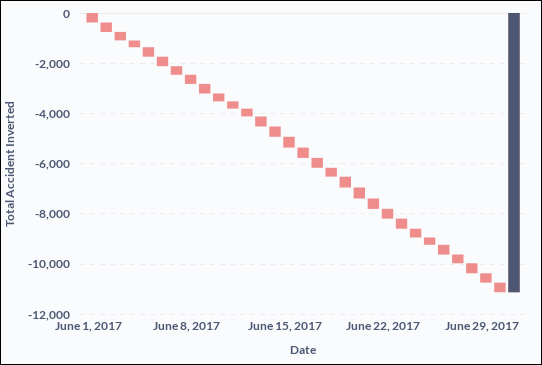 0
-2,000
-4,000
-6,000
-8,000
-10,000
-12,000
Total Accident Inverted
June 1, 2017 June 8, 2017 June 15, 2017 June 22, 2017 June 29, 2017
Date